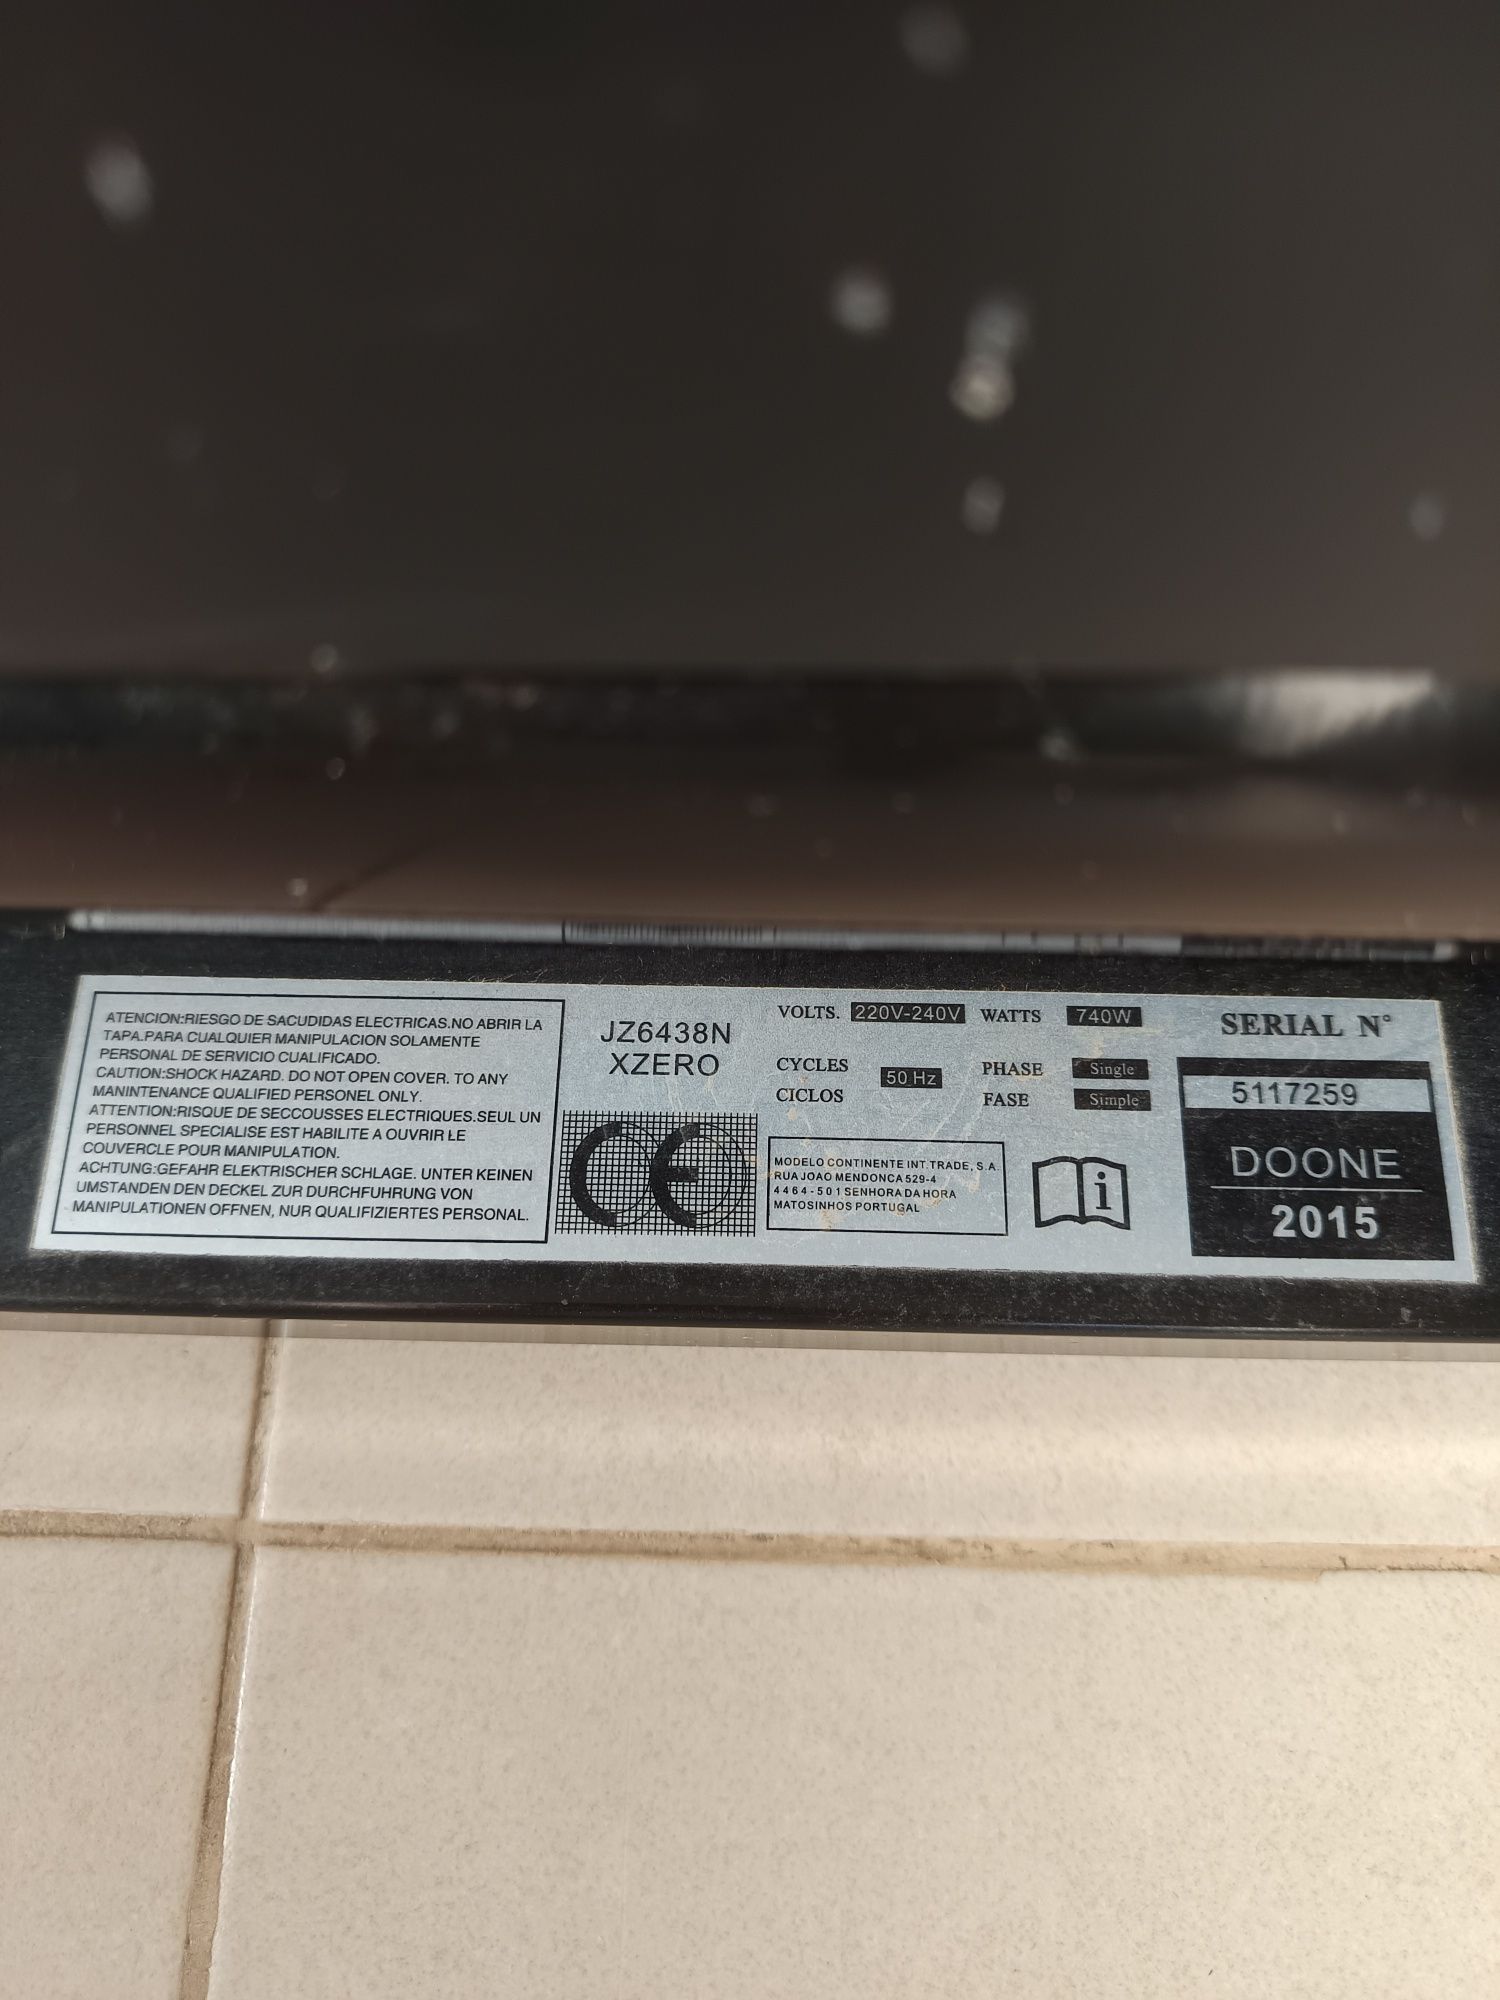 ATENCION:RIESGO DE SACUDIDAS ELECTRICAS.NO ABRIR LA
TAPA.PARA CUALQUIER MANIPULACION SOLAMENTE
PERSONAL DE SERVICIO CUALIFICADO.
CAUTION:SHOCK HAZARD. DO NOT OPEN COVER. TO ANY
MANINTENANCE QUALIFIED PERSONEL ONLY.
ATTENTION:RISQUE DE SECCOUSSES ELECTRIQUES.SEUL UN
PERSONNEL SPECIALISE EST HABILITE A OUVRIR LE
COUVERCLE POUR MANIPULATION.
ACHTUNG:GEFAHR ELEKTRISCHER SCHLAGE. UNTER KEINEN
UMSTANDEN DEN DECKEL ZUR DURCHFUHRUNG VON
MANIPULATIONEN OFFNEN, NUR QUALIFIZIERTES PERSONAL.
JZ6438N
XZERO
CE
VOLTS. 220V-240V WATTS 740W
CYCLES
CICLOS
50 Hz
PHASE Single
FASE Simple
MODELO CONTINENTE INT.TRADE, S.A.
RUA JOAO MENDONCA 529-4
4464-501 SENHORA DA HORA
MATOSINHOS PORTUGAL
i
SERIAL N°
5117259
DOONE
2015